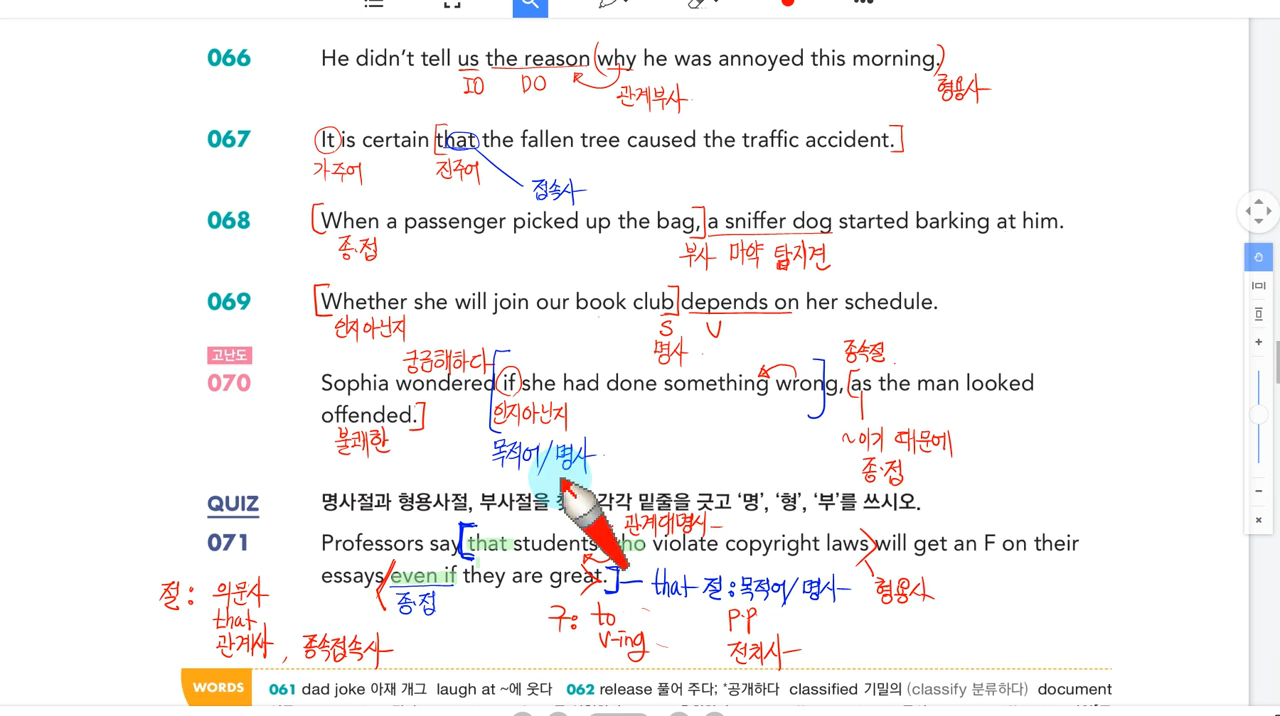 066 He didn't tell us the reason (why he was annoyed this morning.)
IO DO 관계부사 형용사
067 It is certain [that the fallen tree caused the traffic accident.]
가주어 진주어 접속사
068 [When a passenger picked up the bag,] a sniffer dog started barking at him.
종·접 부사 마약 탐지견
069 [Whether she will join our book club] depends on her schedule.
인지아닌지 S V
명사
고난도 궁금해하다 종속절
070 Sophia wondered [if she had done something wrong,] [as the man looked
offended.]
불쾌한 인지아닌지 ~이기 때문에
목적어/명사 종·접
QUIZ 명사절과 형용사절, 부사절을 각각 밑줄을 긋고 '명', '형', '부'를 쓰시오.
관계대명사
071 Professors say [that students who violate copyright laws will get an F on their
essays even if they are great.] that 절:목적어/명사 형용사
종·접
절: 의문사 구: to p.p
that v-ing
관계사, 종속접속사 전치사
WORDS 061 dad joke 아재 개그 laugh at ~에 웃다 062 release 풀어 주다; *공개하다 classified 기밀의 (classify 분류하다) document